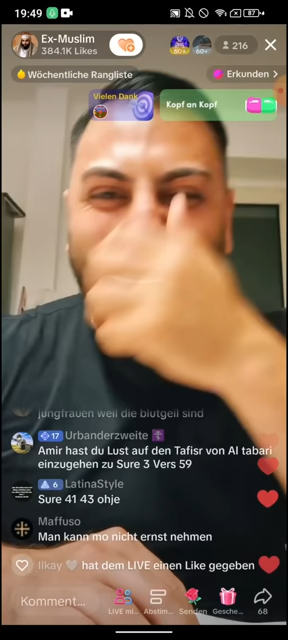 19:49
87
Ex-Muslim
384.1K Likes
60+
60+
216
Wöchentliche Rangliste
Erkunden >
Vielen Dank
Kopf an Kopf
jungfrauen weil die blutgeil sind
17 Urbanderzweite
Amir hast du Lust auf den Tafisr von Al tabari
einzugehen zu Sure 3 Vers 59
6 LatinaStyle
Sure 41 43 ohje
Maffuso
Man kann mo nicht ernst nehmen
Ilkay 🤍 hat dem LIVE einen Like gegeben
Komment...
LIVE mi...
Abstim...
Senden
Gesche...
68